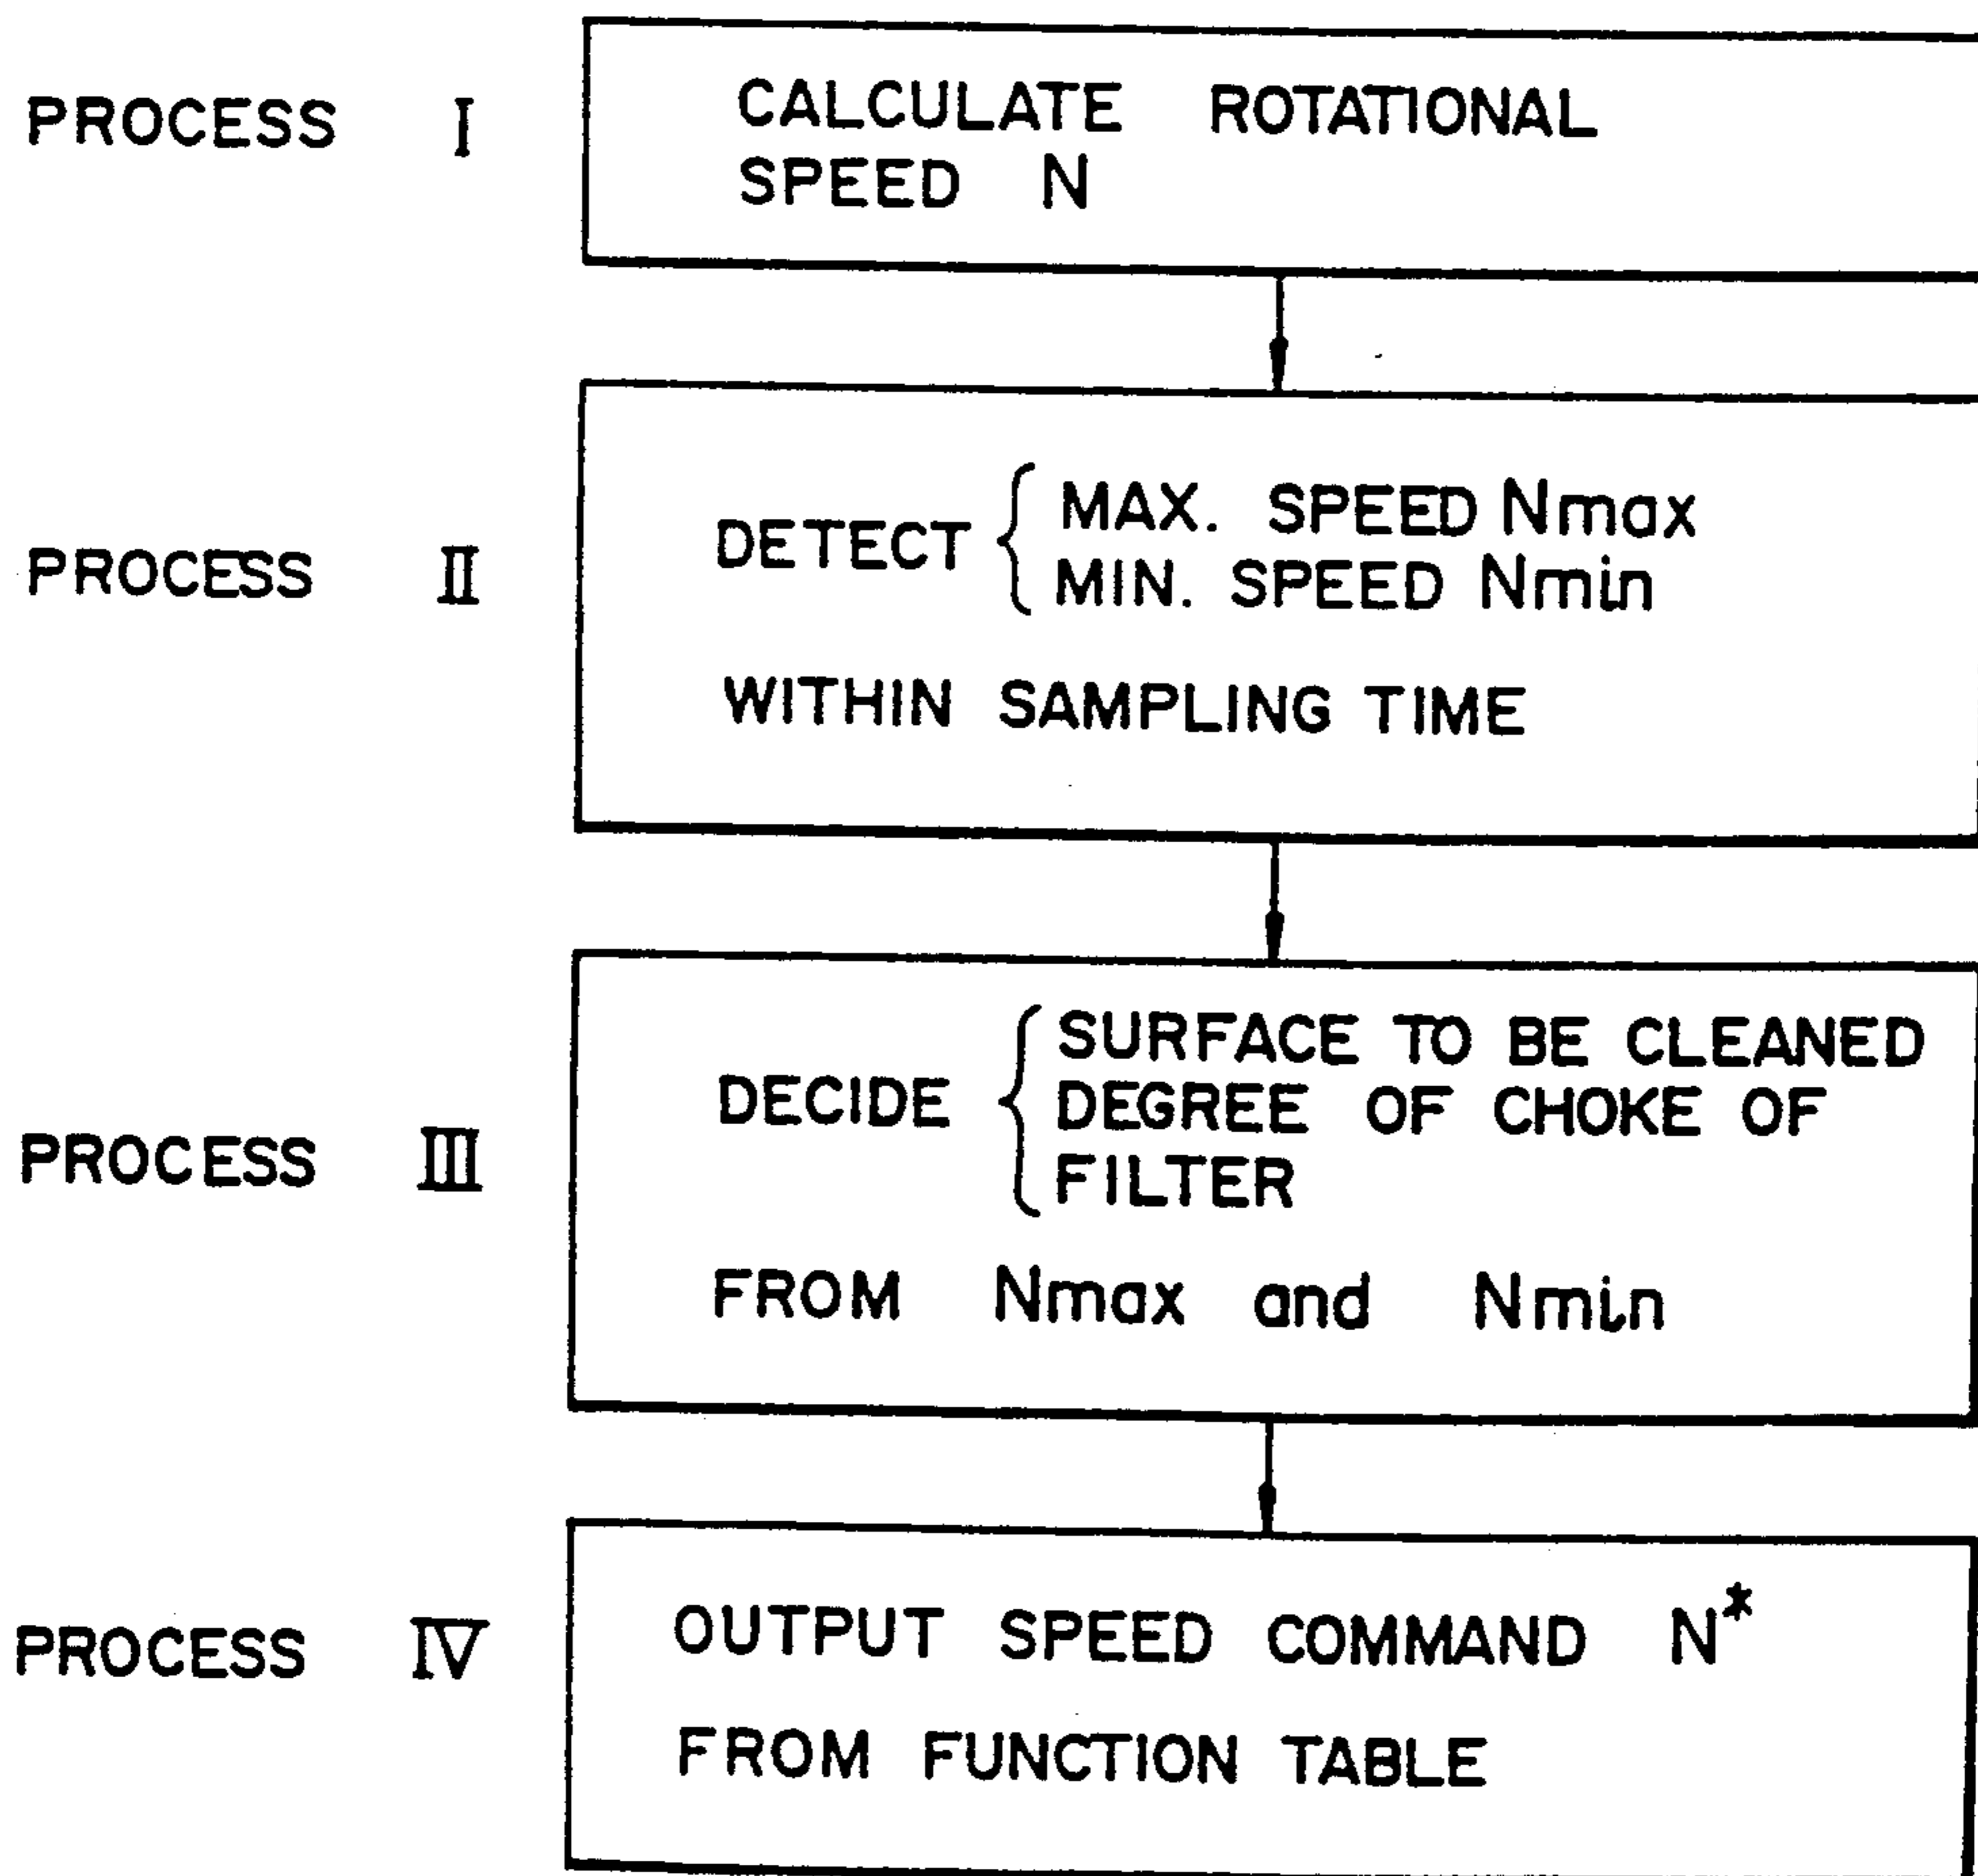 PROCESS I
CALCULATE ROTATIONAL
SPEED N
PROCESS II
DETECT { MAX. SPEED Nmax
MIN. SPEED Nmin
WITHIN SAMPLING TIME
PROCESS III
DECIDE { SURFACE TO BE CLEANED
DEGREE OF CHOKE OF
FILTER
FROM Nmax and Nmin
PROCESS IV
OUTPUT SPEED COMMAND N*
FROM FUNCTION TABLE